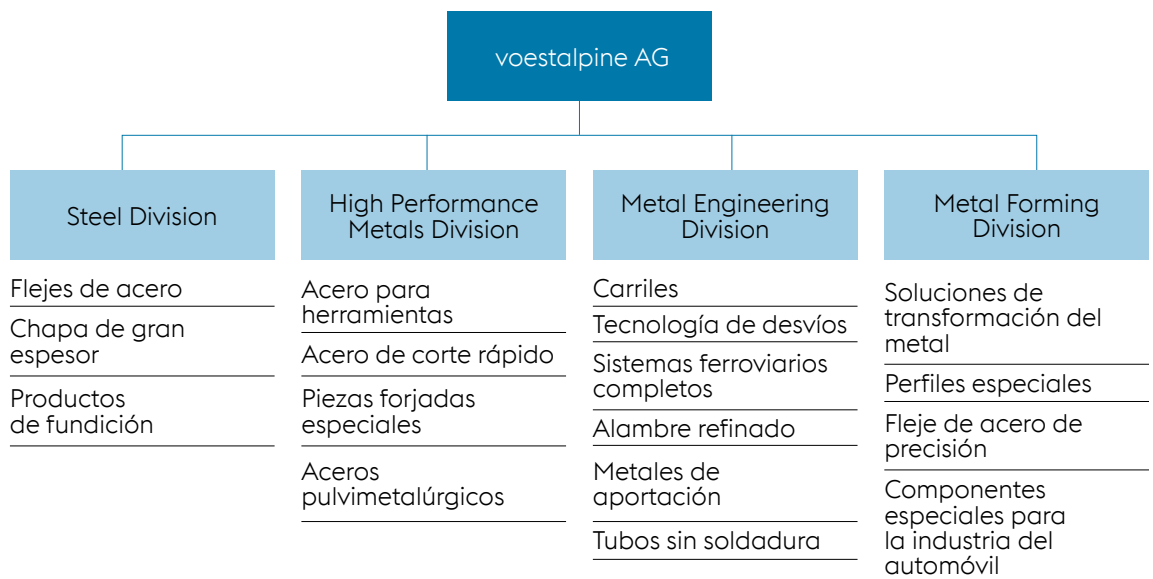 voestalpine AG
Steel Division
Flejes de acero
Chapa de gran
espesor
Productos
de fundición
High Performance
Metals Division
Acero para
herramientas
Acero de corte rápido
Piezas forjadas
especiales
Aceros
pulvimetalúrgicos
Metal Engineering
Division
Carriles
Tecnología de desvíos
Sistemas ferroviarios
completos
Alambre refinado
Metales de
aportación
Tubos sin soldadura
Metal Forming
Division
Soluciones de
transformación del
metal
Perfiles especiales
Fleje de acero de
precisión
Componentes
especiales para
la industria del
automóvil